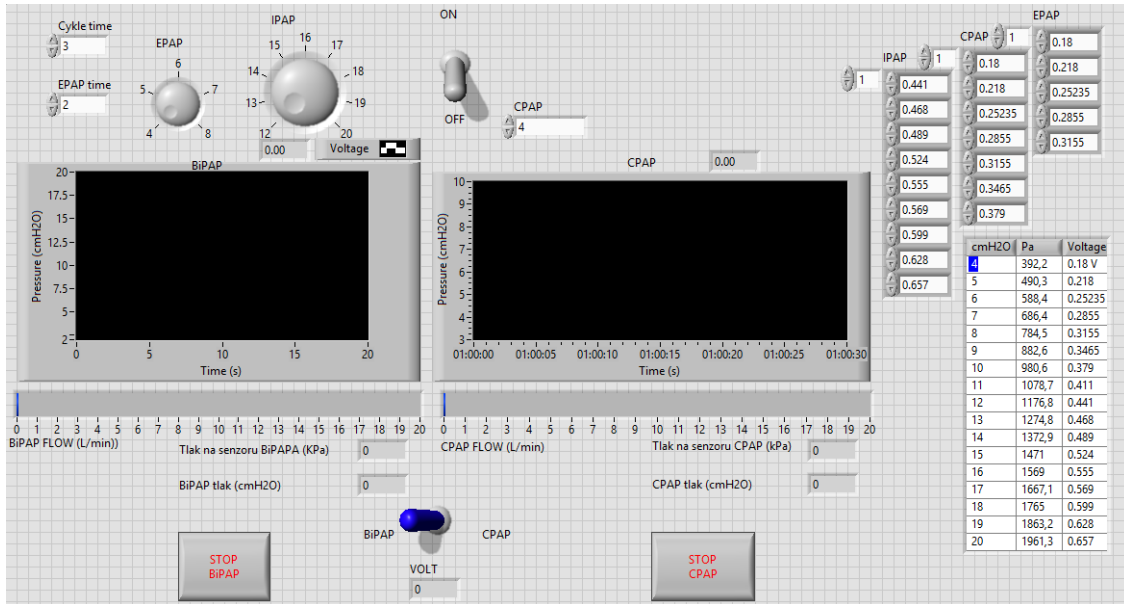 Cykle time
3
EPAP time
2
EPAP
4 5 6 7 8
IPAP
12 13 14 15 16 17 18 19 20
0.00
Voltage
ON
OFF
CPAP
4
BiPAP
Pressure (cmH2O)
20
17.5
15
12.5
10
7.5
5
2
0 5 10 15 20
Time (s)
CPAP
0.00
Pressure (cmH2O)
10
9
8
7
6
5
4
3
01:00:00 01:00:05 01:00:10 01:00:15 01:00:20 01:00:25 01:00:30
Time (s)
0 1 2 3 4 5 6 7 8 9 10 11 12 13 14 15 16 17 18 19 20
BiPAP FLOW (L/min))
0 1 2 3 4 5 6 7 8 9 10 11 12 13 14 15 16 17 18 19 20
CPAP FLOW (L/min)
Tlak na senzoru BiPAPA (KPa)
0
BiPAP tlak (cmH2O)
0
Tlak na senzoru CPAP (kPa)
0
CPAP tlak (cmH2O)
0
BiPAP
CPAP
VOLT
0
STOP
BiPAP
STOP
CPAP
1
IPAP
1
0.441
0.468
0.489
0.524
0.555
0.569
0.599
0.628
0.657
CPAP
1
0.18
0.218
0.25235
0.2855
0.3155
0.3465
0.379
EPAP
0.18
0.218
0.25235
0.2855
0.3155
cmH2O Pa Voltage
4 392,2 0.18 V
5 490,3 0.218
6 588,4 0.25235
7 686,4 0.2855
8 784,5 0.3155
9 882,6 0.3465
10 980,6 0.379
11 1078,7 0.411
12 1176,8 0.441
13 1274,8 0.468
14 1372,9 0.489
15 1471 0.524
16 1569 0.555
17 1667,1 0.569
18 1765 0.599
19 1863,2 0.628
20 1961,3 0.657